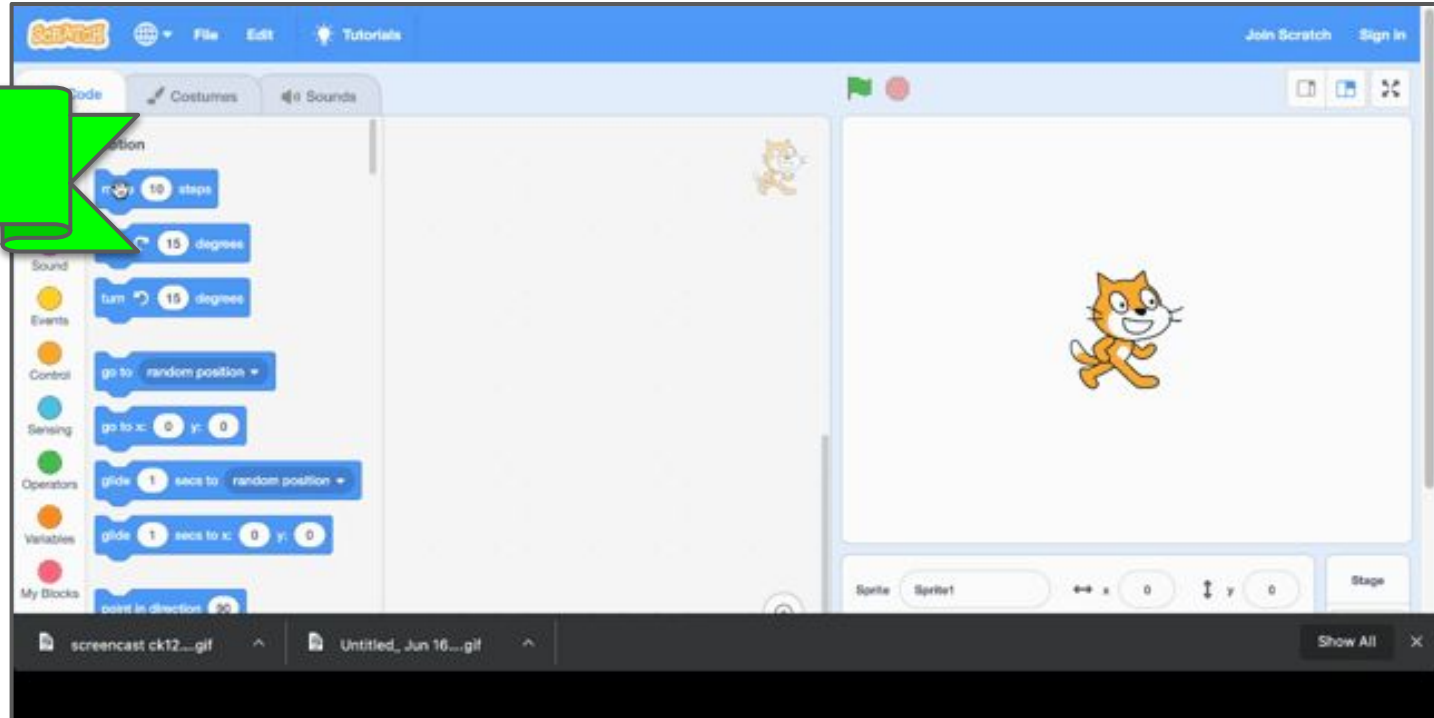 SCRATCH File Edit Tutorials Join Scratch Sign in
Code Costumes Sounds
Motion
move 10 steps
15 degrees
Sound
turn 15 degrees
Events
Control
go to random position
Sensing
go to x: 0 y: 0
Operators
glide 1 secs to random position
Variables
glide 1 secs to x: 0 y: 0
My Blocks
point in direction 90
Sprite Sprite1 x 0 y 0
Stage
screencast ck12....gif Untitled_ Jun 16....gif Show All